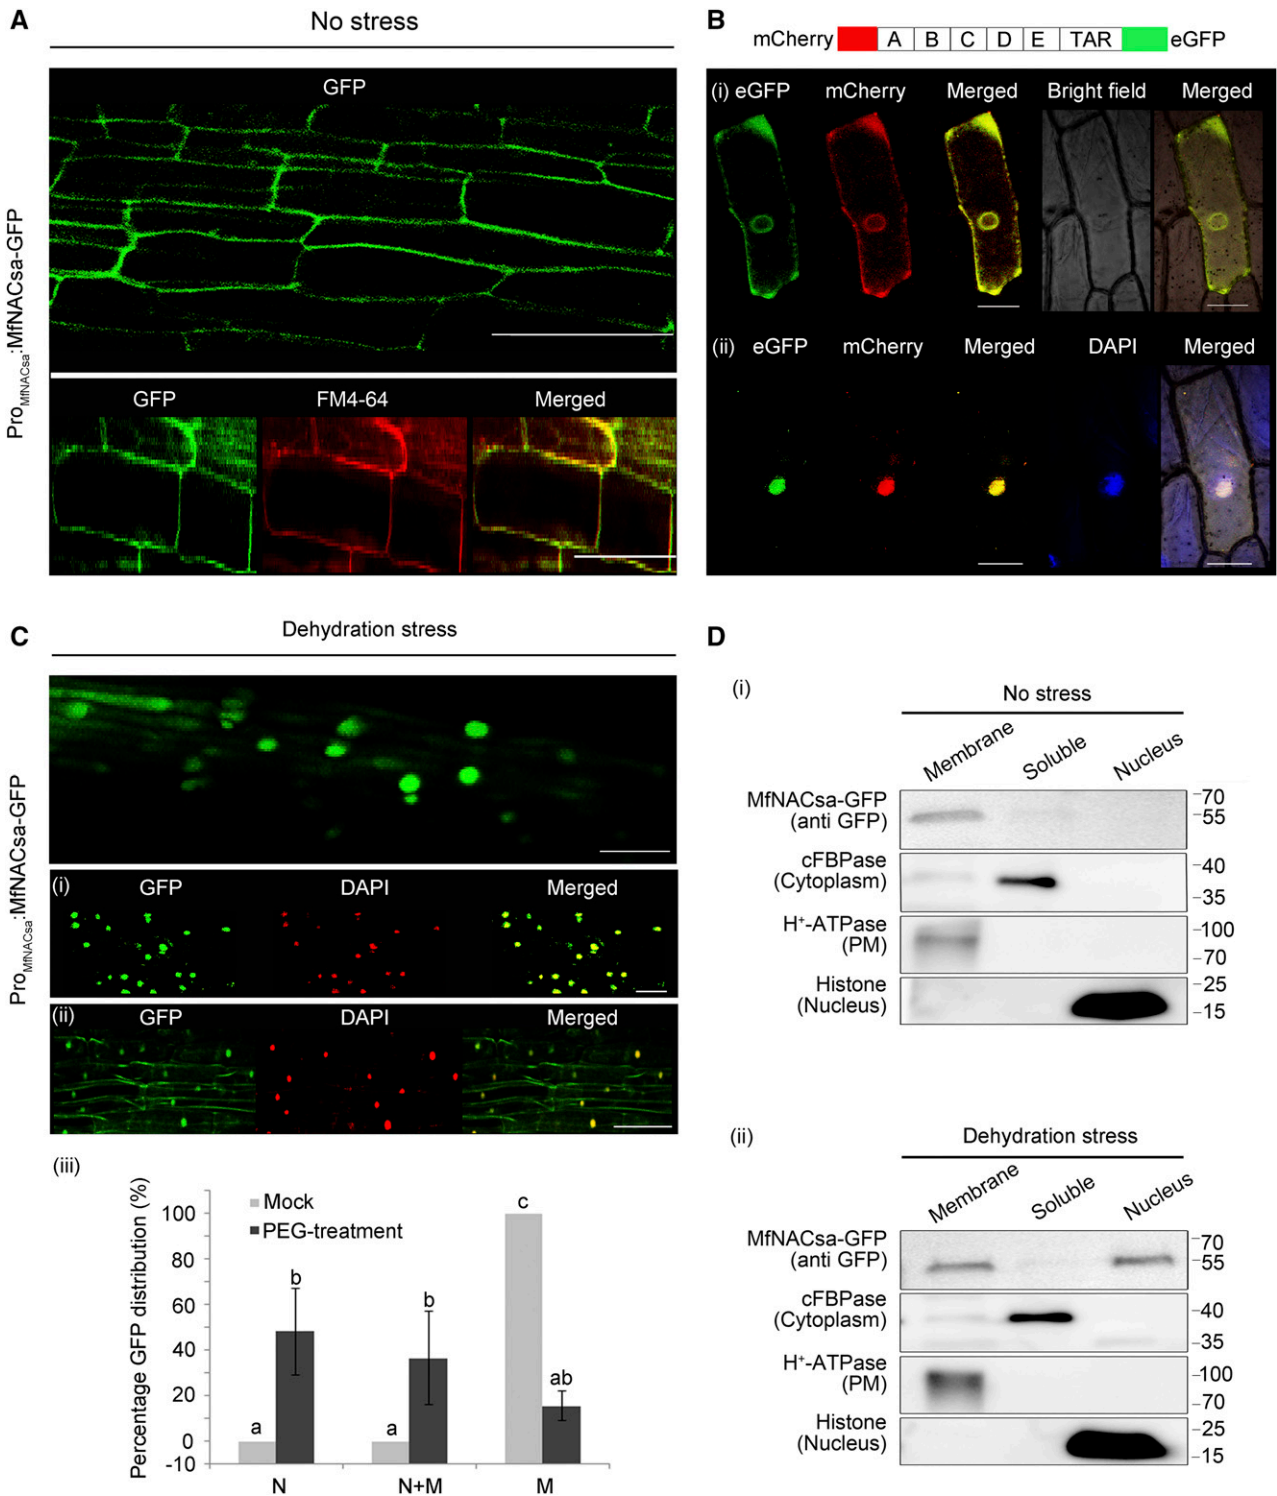 A
No stress
GFP
GFP FM4-64 Merged
ProMfNACsa:MfNACsa-GFP
B
mCherry A B C D E TAR eGFP
(i) eGFP mCherry Merged Bright field Merged
(ii) eGFP mCherry Merged DAPI Merged
C
Dehydration stress
ProMfNACsa:MfNACsa-GFP
(i) GFP DAPI Merged
(ii) GFP DAPI Merged
(iii)
Percentage GFP distribution (%)
Mock
PEG-treatment
100
80
60
40
20
0
-10
a b a b c ab
N N+M M
D
(i)
No stress
Membrane Soluble Nucleus
MfNACsa-GFP
(anti GFP)
70
55
cFBPase
(Cytoplasm)
40
35
H+-ATPase
(PM)
100
70
Histone
(Nucleus)
25
15
(ii)
Dehydration stress
Membrane Soluble Nucleus
MfNACsa-GFP
(anti GFP)
70
55
cFBPase
(Cytoplasm)
40
35
H+-ATPase
(PM)
100
70
Histone
(Nucleus)
25
15